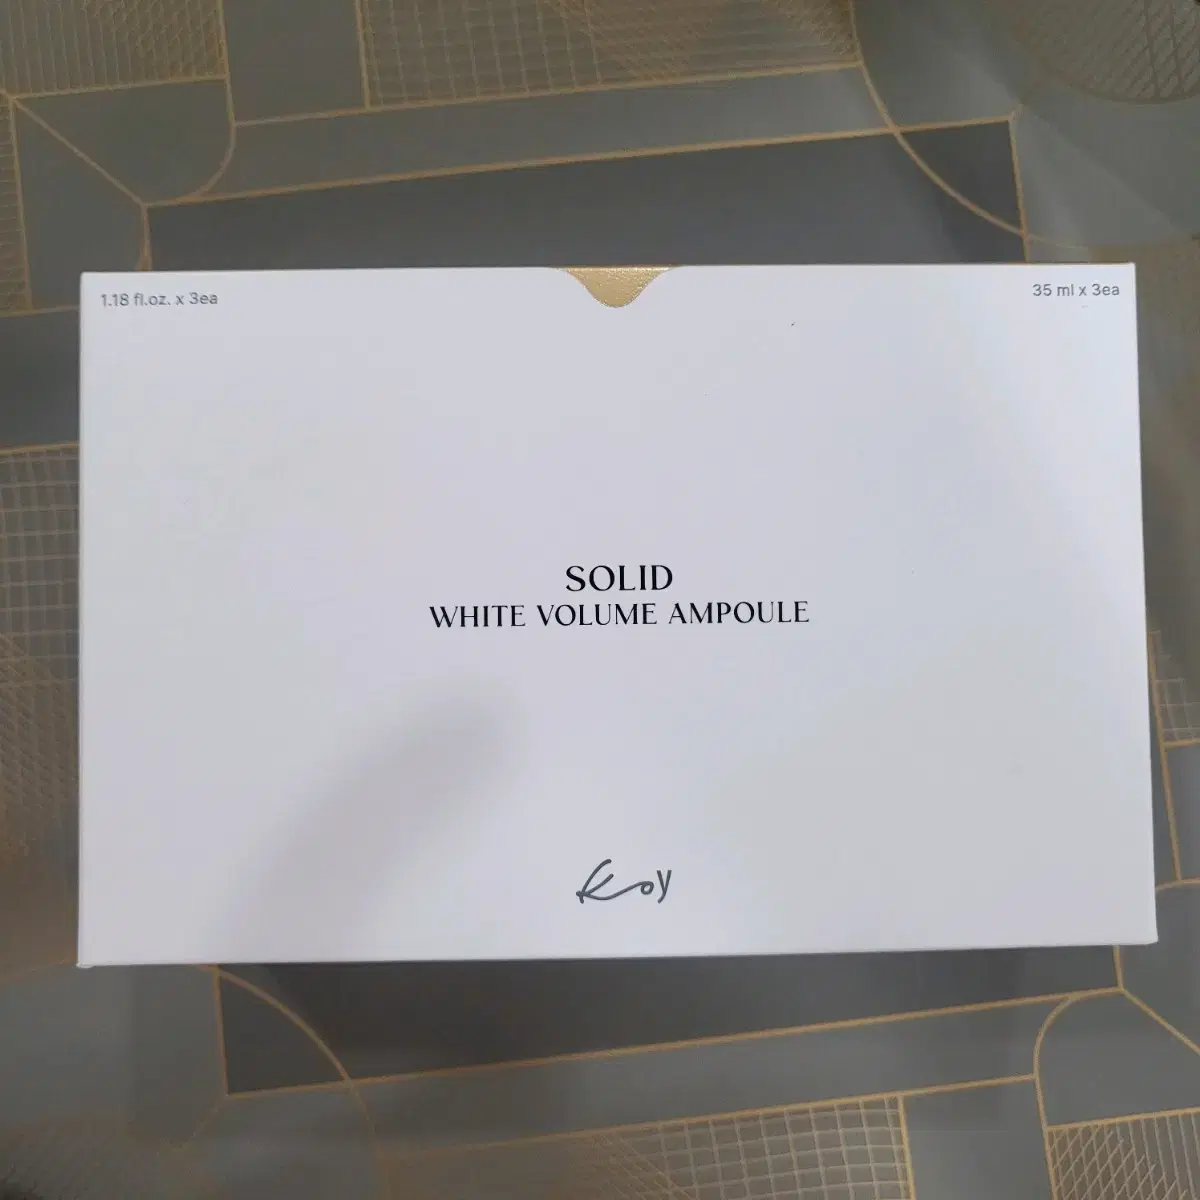 1.18 fl.oz. x 3ea
35 ml x 3ea
SOLID
WHITE VOLUME AMPOULE
Koy